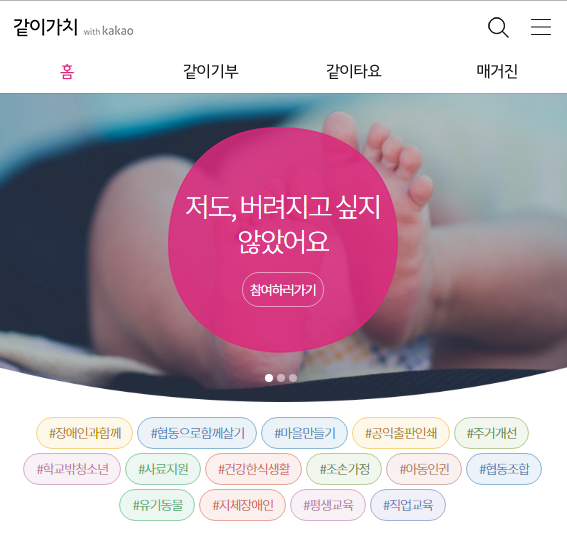 같이가치 with kakao
홈 같이기부 같이타요 매거진
저도, 버려지고 싶지
않았어요
참여하러가기
#장애인과함께 #협동으로함께살기 #마을만들기 #공익출판인쇄 #주거개선
#학교밖청소년 #사료지원 #건강한식생활 #조손가정 #아동인권 #협동조합
#유기동물 #지체장애인 #평생교육 #직업교육